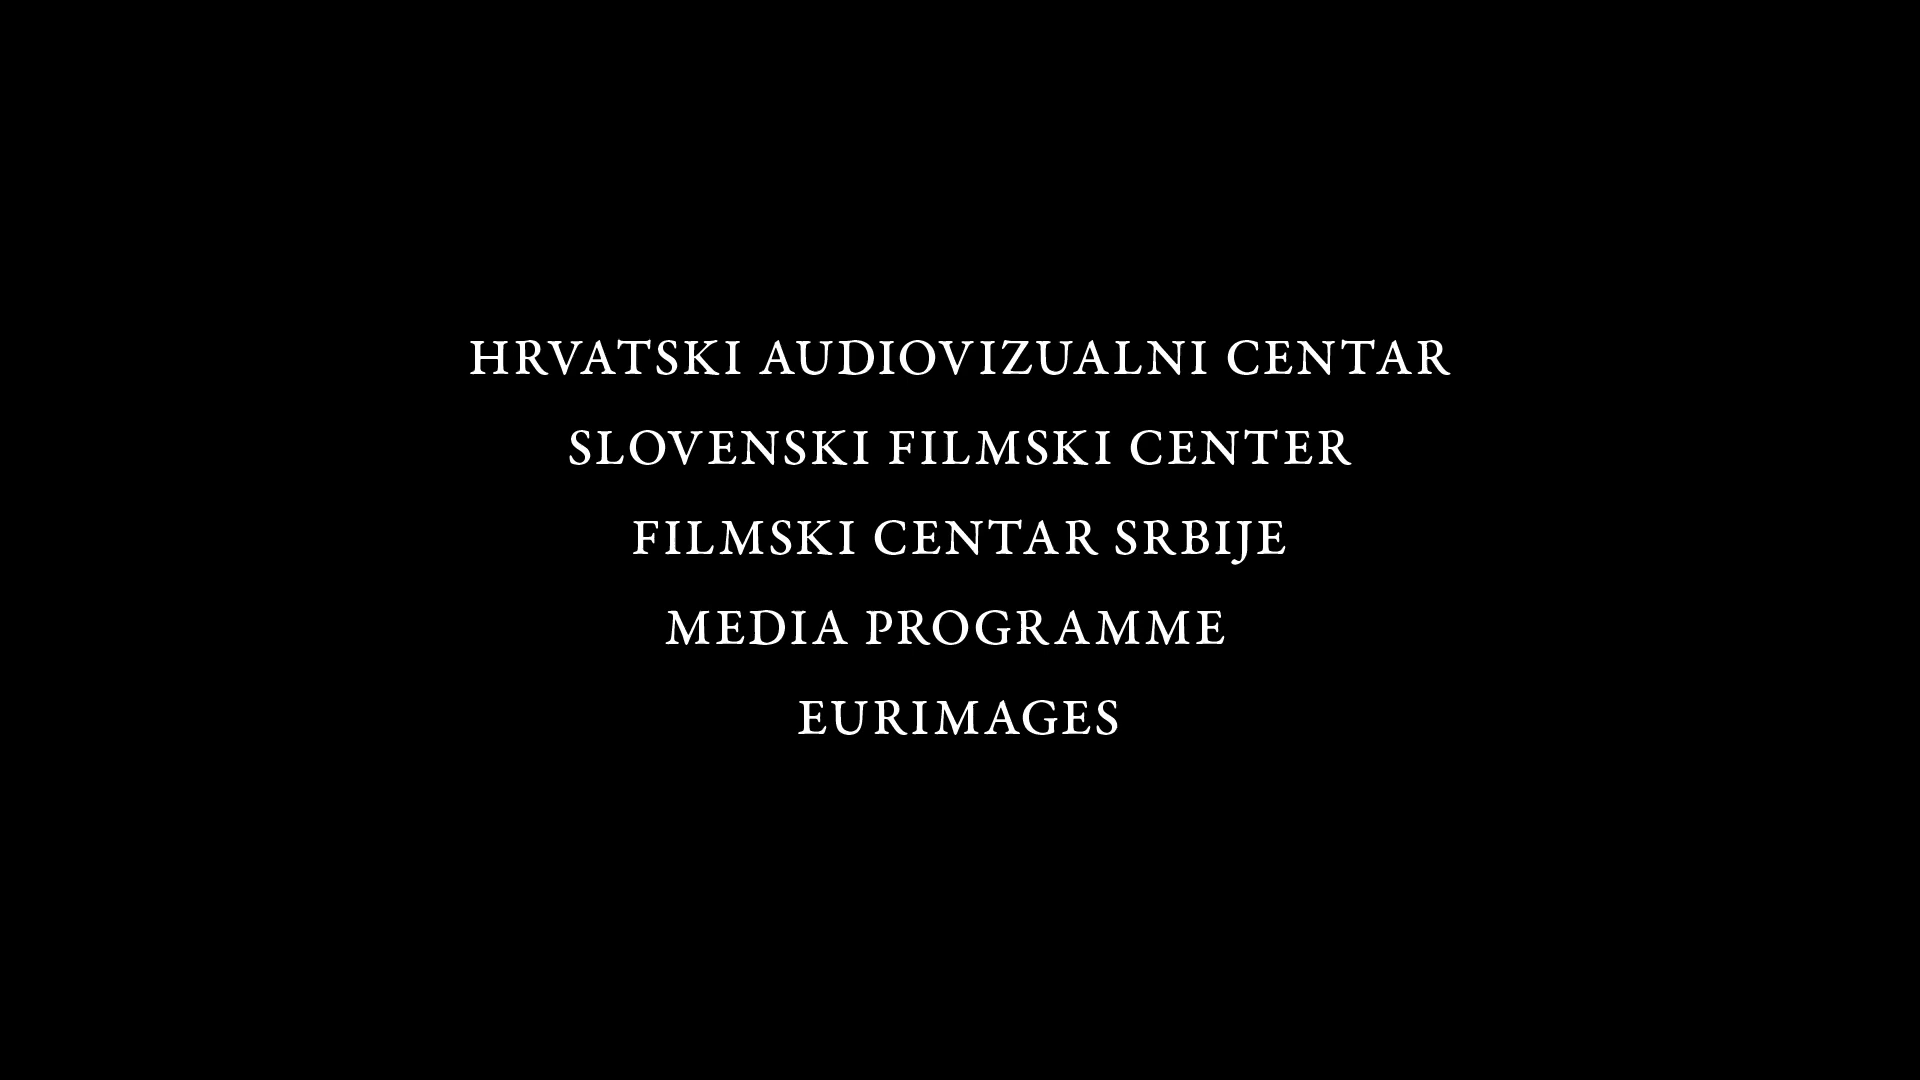 HRVATSKI AUDIOVIZUALNI CENTAR
SLOVENSKI FILMSKI CENTER
FILMSKI CENTAR SRBIJE
MEDIA PROGRAMME
EURIMAGES